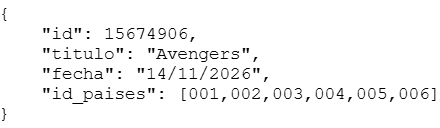 {
    "id": 15674906,
    "titulo": "Avengers",
    "fecha": "14/11/2026",
    "id_paises": [001,002,003,004,005,006]
}